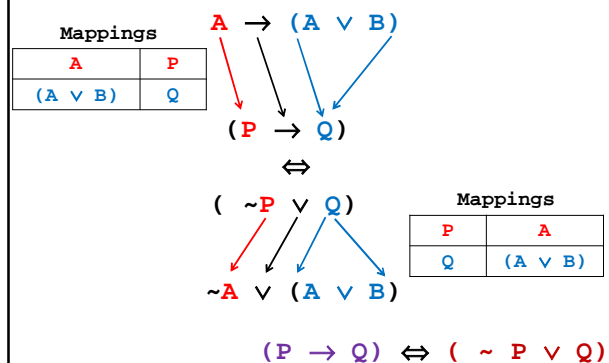 A → (A ∨ B)
Mappings
A P
(A ∨ B) Q
(P → Q)
⇔
( ~P ∨ Q)
Mappings
P A
Q (A ∨ B)
~A ∨ (A ∨ B)
(P → Q) ⇔ ( ~ P ∨ Q)